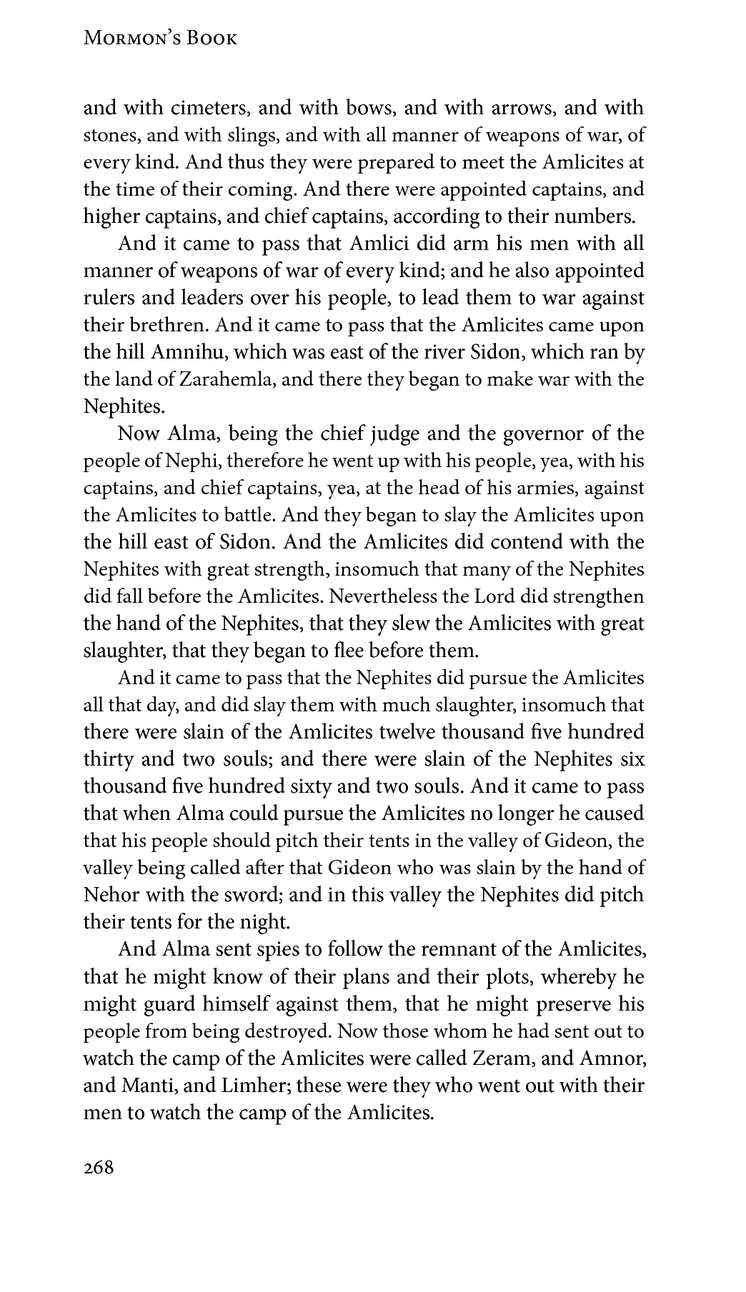 Mormon's Book
and with cimeters, and with bows, and with arrows, and with
stones, and with slings, and with all manner of weapons of war, of
every kind. And thus they were prepared to meet the Amlicites at
the time of their coming. And there were appointed captains, and
higher captains, and chief captains, according to their numbers.
And it came to pass that Amlici did arm his men with all
manner of weapons of war of every kind; and he also appointed
rulers and leaders over his people, to lead them to war against
their brethren. And it came to pass that the Amlicites came upon
the hill Amnihu, which was east of the river Sidon, which ran by
the land of Zarahemla, and there they began to make war with the
Nephites.
Now Alma, being the chief judge and the governor of the
people of Nephi, therefore he went up with his people, yea, with his
captains, and chief captains, yea, at the head of his armies, against
the Amlicites to battle. And they began to slay the Amlicites upon
the hill east of Sidon. And the Amlicites did contend with the
Nephites with great strength, insomuch that many of the Nephites
did fall before the Amlicites. Nevertheless the Lord did strengthen
the hand of the Nephites, that they slew the Amlicites with great
slaughter, that they began to flee before them.
And it came to pass that the Nephites did pursue the Amlicites
all that day, and did slay them with much slaughter, insomuch that
there were slain of the Amlicites twelve thousand five hundred
thirty and two souls; and there were slain of the Nephites six
thousand five hundred sixty and two souls. And it came to pass
that when Alma could pursue the Amlicites no longer he caused
that his people should pitch their tents in the valley of Gideon, the
valley being called after that Gideon who was slain by the hand of
Nehor with the sword; and in this valley the Nephites did pitch
their tents for the night.
And Alma sent spies to follow the remnant of the Amlicites,
that he might know of their plans and their plots, whereby he
might guard himself against them, that he might preserve his
people from being destroyed. Now those whom he had sent out to
watch the camp of the Amlicites were called Zeram, and Amnor,
and Manti, and Limher; these were they who went out with their
men to watch the camp of the Amlicites.
268